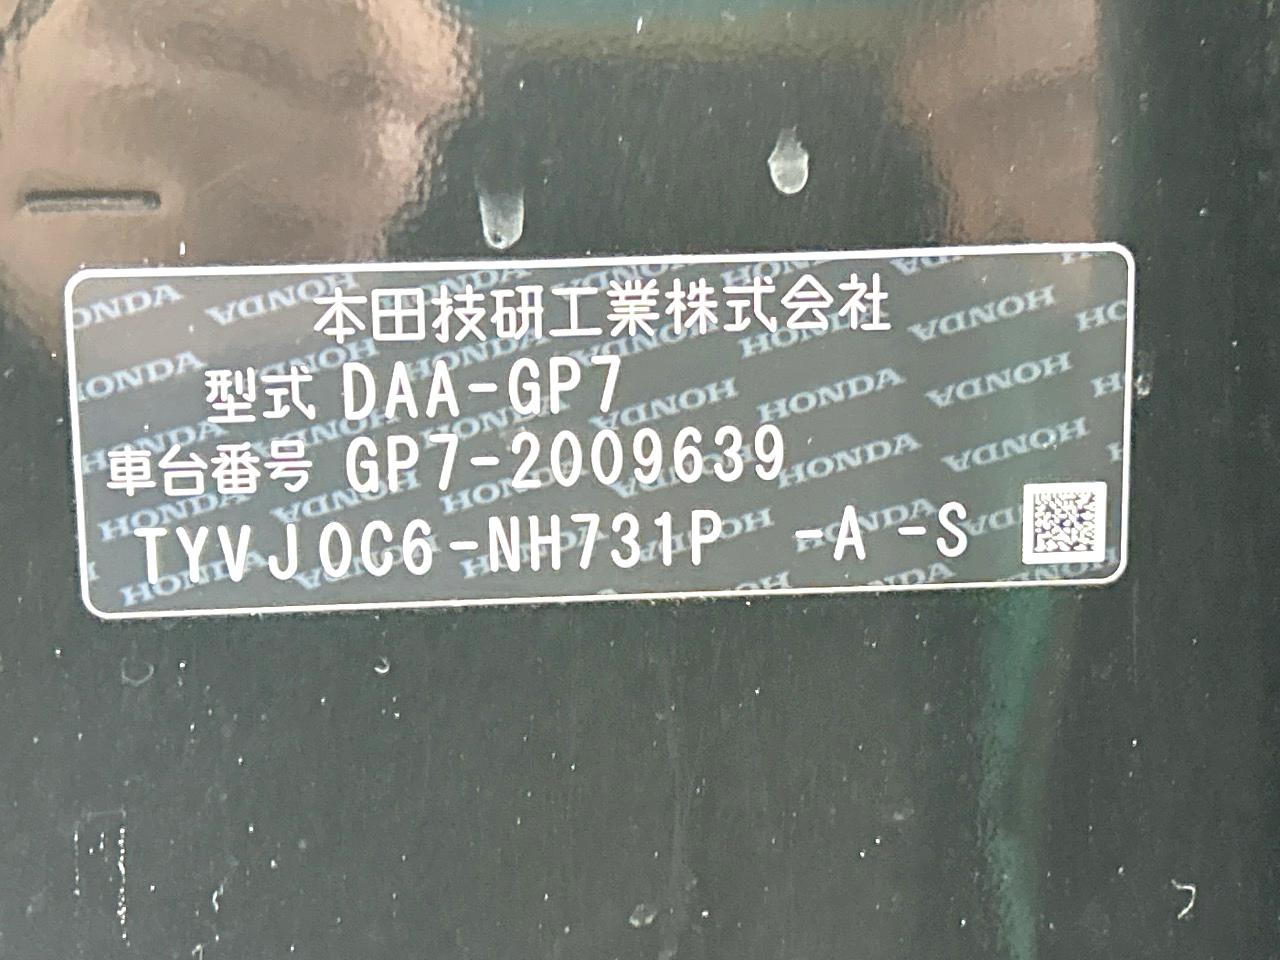 本田技研工業株式会社
型式 DAA-GP7
車台番号 GP7-2009639
TYVJ0C6-NH731P -A -S